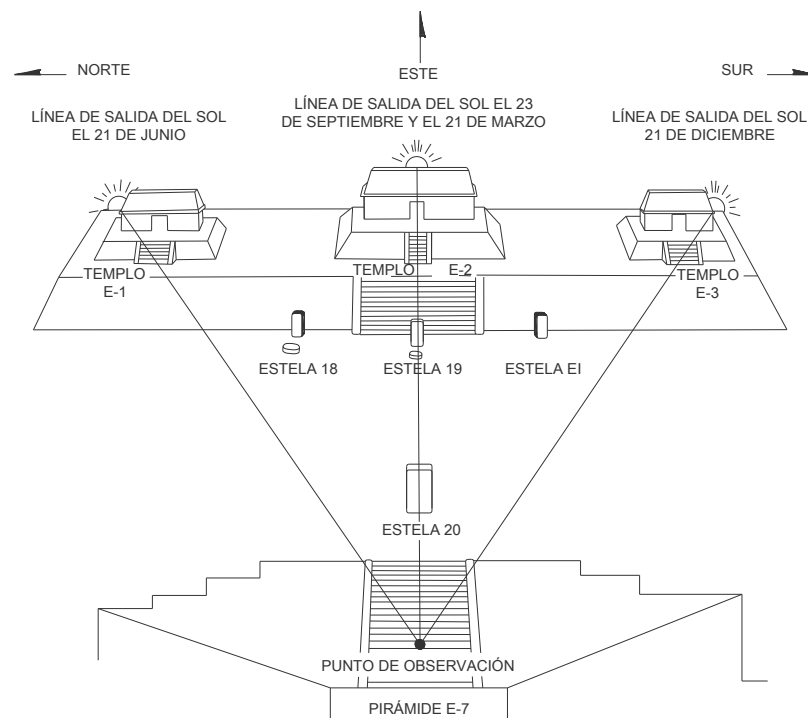 NORTE
ESTE
SUR
LÍNEA DE SALIDA DEL SOL
EL 21 DE JUNIO
LÍNEA DE SALIDA DEL SOL EL 23
DE SEPTIEMBRE Y EL 21 DE MARZO
LÍNEA DE SALIDA DEL SOL
21 DE DICIEMBRE
TEMPLO
E-1
TEMPLO E-2
TEMPLO
E-3
ESTELA 18
ESTELA 19
ESTELA EI
ESTELA 20
PUNTO DE OBSERVACIÓN
PIRÁMIDE E-7